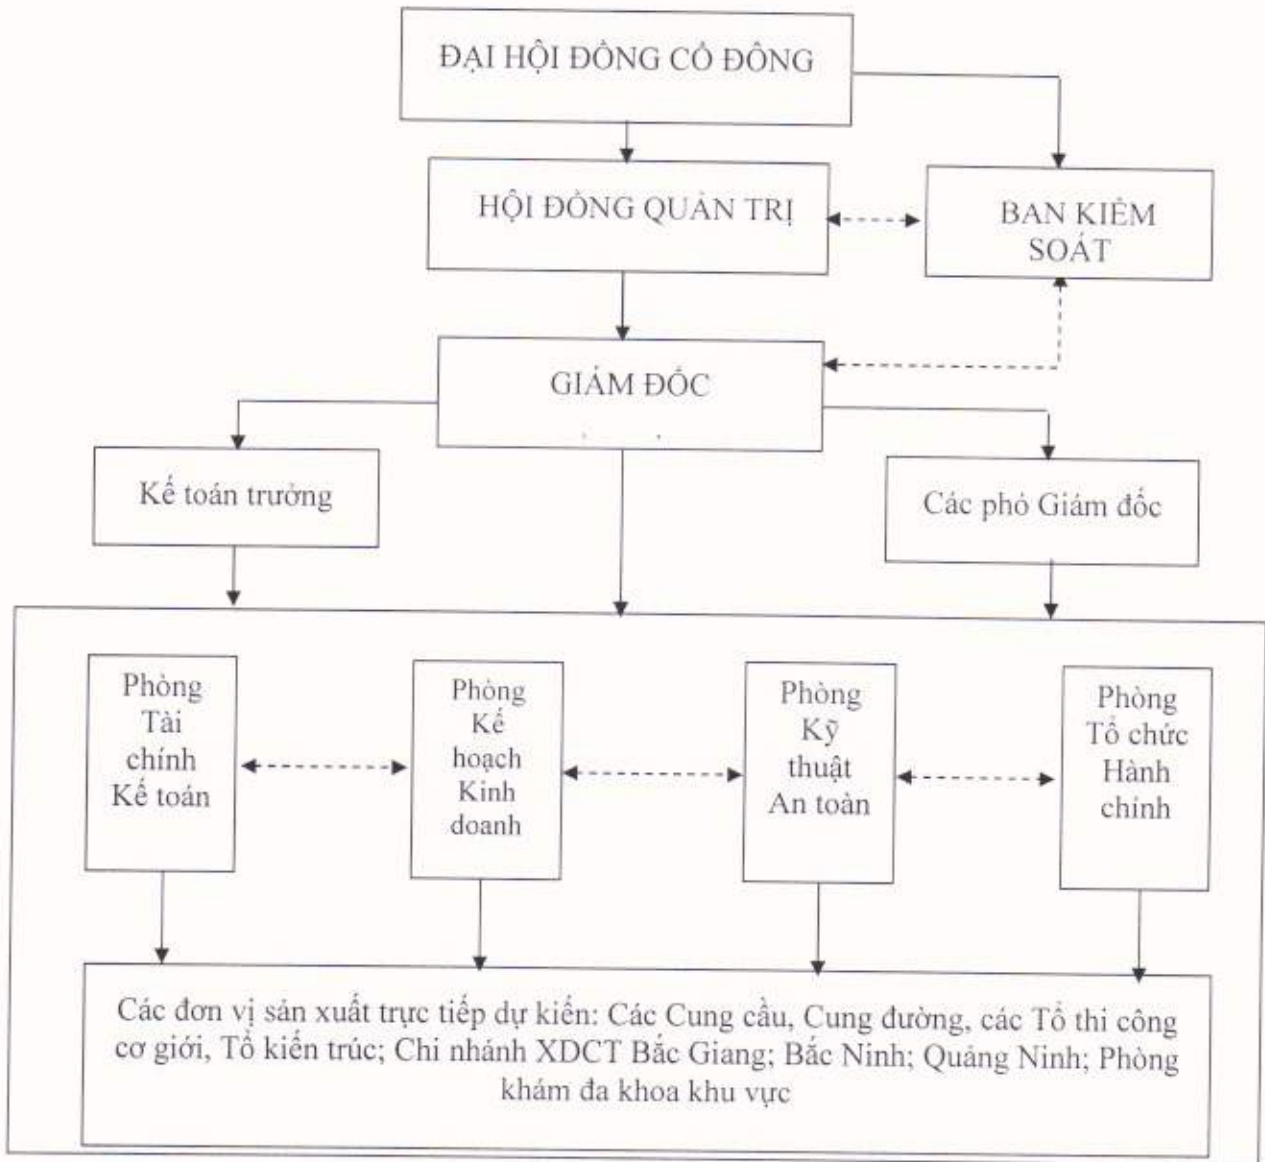 ĐẠI HỘI ĐỒNG CỔ ĐÔNG
HỘI ĐỒNG QUẢN TRỊ
BAN KIỂM
SOÁT
GIÁM ĐỐC
Kế toán trưởng
Các phó Giám đốc
Phòng
Tài
chính
Kế toán
Phòng
Kế
hoạch
Kinh
doanh
Phòng
Kỹ
thuật
An toàn
Phòng
Tổ chức
Hành
chính
Các đơn vị sản xuất trực tiếp dự kiến: Các Cung cầu, Cung đường, các Tổ thi công
cơ giới, Tổ kiến trúc; Chi nhánh XDCT Bắc Giang; Bắc Ninh; Quảng Ninh; Phòng
khám đa khoa khu vực